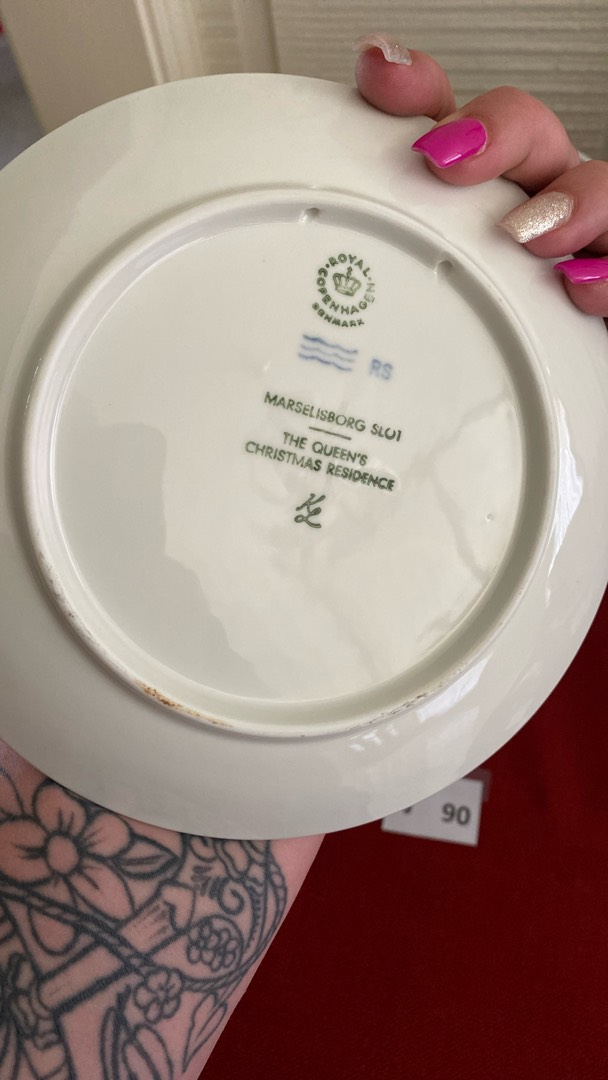 ROYAL
COPENHAGEN
DENMARK
RS
MARSELISBORG SLOT
THE QUEEN'S
CHRISTMAS RESIDENCE
KL
90